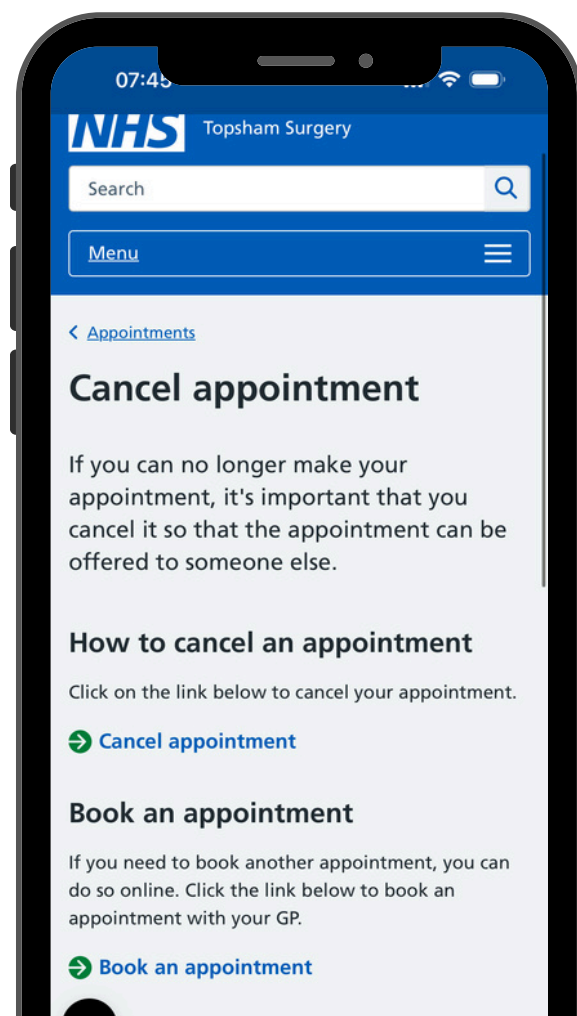 07:45
NHS
Topsham Surgery
Search
Menu
Appointments
Cancel appointment
If you can no longer make your
appointment, it's important that you
cancel it so that the appointment can be
offered to someone else.
How to cancel an appointment
Click on the link below to cancel your appointment.
Cancel appointment
Book an appointment
If you need to book another appointment, you can
do so online. Click the link below to book an
appointment with your GP.
Book an appointment